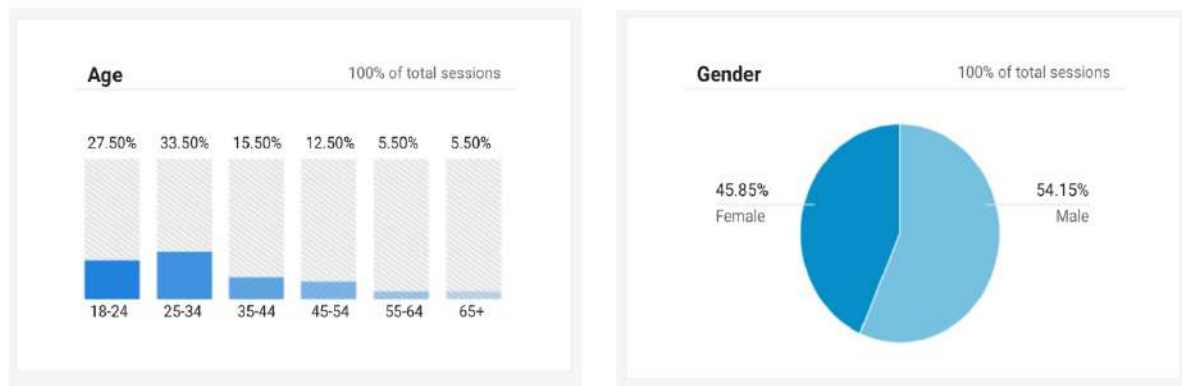 Age 100% of total sessions
27.50% 33.50% 15.50% 12.50% 5.50% 5.50%
18-24 25-34 35-44 45-54 55-64 65+
Gender 100% of total sessions
45.85%
Female
54.15%
Male